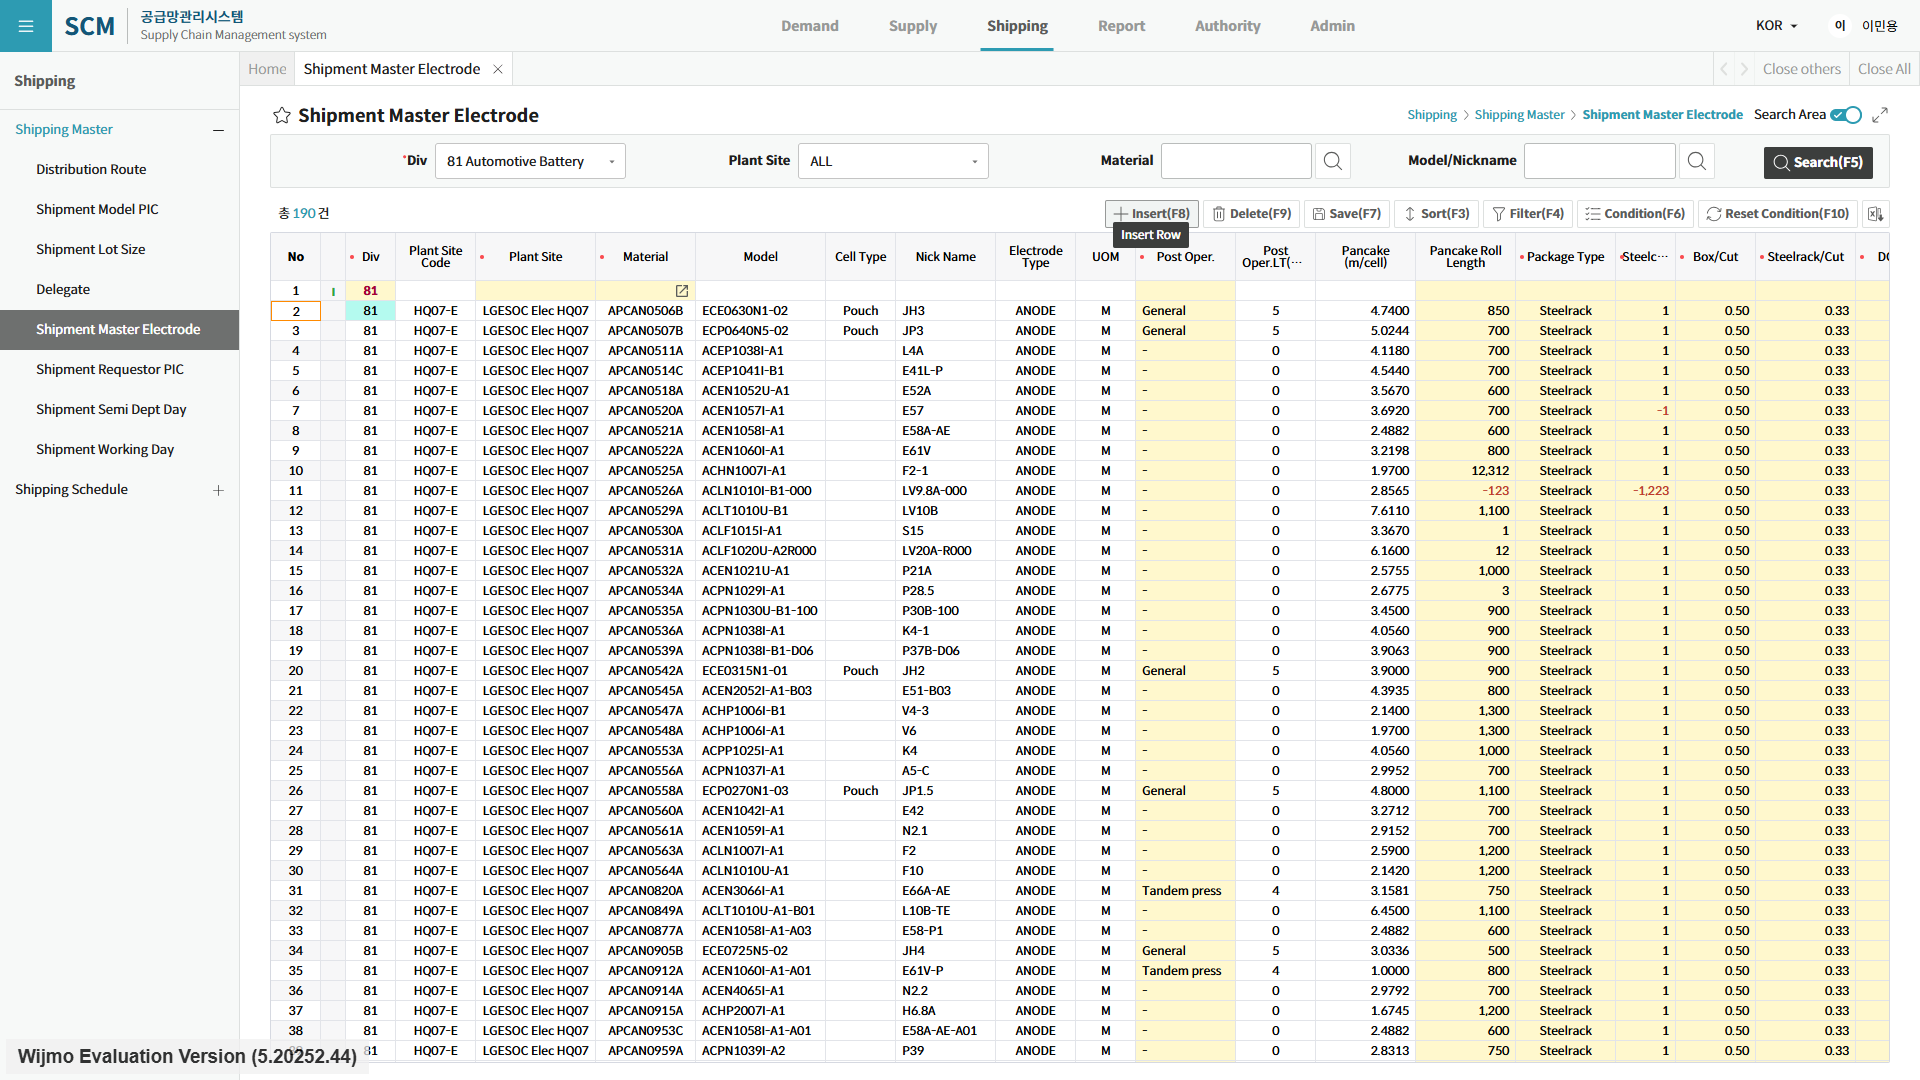 SCM 공급망관리시스템 Supply Chain Management system
Demand Supply Shipping Report Authority Admin
KOR 이 이민용
Shipping
Home Shipment Master Electrode
Close others Close All
Shipping Master
Distribution Route
Shipment Model PIC
Shipment Lot Size
Delegate
Shipment Master Electrode
Shipment Requestor PIC
Shipment Semi Dept Day
Shipment Working Day
Shipping Schedule
Shipment Master Electrode
Shipping > Shipping Master > Shipment Master Electrode Search Area
*Div 81 Automotive Battery Plant Site ALL Material Model/Nickname Search(F5)
총 190 건
Insert(F8) Delete(F9) Save(F7) Sort(F3) Filter(F4) Condition(F6) Reset Condition(F10)
Insert Row
No Div Plant Site Code Plant Site Material Model Cell Type Nick Name Electrode Type UOM Post Oper. Post Oper.LT(··· Pancake (m/cell) Pancake Roll Length Package Type Steelc··· Box/Cut Steelrack/Cut
1 I 81
2 81 HQ07-E LGESOC Elec HQ07 APCAN0506B ECE0630N1-02 Pouch JH3 ANODE M General 5 4.7400 850 Steelrack 1 0.50 0.33
3 81 HQ07-E LGESOC Elec HQ07 APCAN0507B ECP0640N5-02 Pouch JP3 ANODE M General 5 5.0244 700 Steelrack 1 0.50 0.33
4 81 HQ07-E LGESOC Elec HQ07 APCAN0511A ACEP1038I-A1 L4A ANODE M - 0 4.1180 700 Steelrack 1 0.50 0.33
5 81 HQ07-E LGESOC Elec HQ07 APCAN0514C ACEP1041I-B1 E41L-P ANODE M - 0 4.5440 700 Steelrack 1 0.50 0.33
6 81 HQ07-E LGESOC Elec HQ07 APCAN0518A ACEN1052U-A1 E52A ANODE M - 0 3.5670 600 Steelrack 1 0.50 0.33
7 81 HQ07-E LGESOC Elec HQ07 APCAN0520A ACEN1057I-A1 E57 ANODE M - 0 3.6920 700 Steelrack -1 0.50 0.33
8 81 HQ07-E LGESOC Elec HQ07 APCAN0521A ACEN1058I-A1 E58A-AE ANODE M - 0 2.4882 600 Steelrack 1 0.50 0.33
9 81 HQ07-E LGESOC Elec HQ07 APCAN0522A ACEN1060I-A1 E61V ANODE M - 0 3.2198 800 Steelrack 1 0.50 0.33
10 81 HQ07-E LGESOC Elec HQ07 APCAN0525A ACHN1007I-A1 F2-1 ANODE M - 0 1.9700 12,312 Steelrack 1 0.50 0.33
11 81 HQ07-E LGESOC Elec HQ07 APCAN0526A ACLN1010I-B1-000 LV9.8A-000 ANODE M - 0 2.8565 -123 Steelrack -1,223 0.50 0.33
12 81 HQ07-E LGESOC Elec HQ07 APCAN0529A ACLT1010U-B1 LV10B ANODE M - 0 7.6110 1,100 Steelrack 1 0.50 0.33
13 81 HQ07-E LGESOC Elec HQ07 APCAN0530A ACLF1015I-A1 S15 ANODE M - 0 3.3670 1 Steelrack 1 0.50 0.33
14 81 HQ07-E LGESOC Elec HQ07 APCAN0531A ACLF1020U-A2R000 LV20A-R000 ANODE M - 0 6.1600 12 Steelrack 1 0.50 0.33
15 81 HQ07-E LGESOC Elec HQ07 APCAN0532A ACEN1021U-A1 P21A ANODE M - 0 2.5755 1,000 Steelrack 1 0.50 0.33
16 81 HQ07-E LGESOC Elec HQ07 APCAN0534A ACPN1029I-A1 P28.5 ANODE M - 0 2.6775 3 Steelrack 1 0.50 0.33
17 81 HQ07-E LGESOC Elec HQ07 APCAN0535A ACPN1030U-B1-100 P30B-100 ANODE M - 0 3.4500 900 Steelrack 1 0.50 0.33
18 81 HQ07-E LGESOC Elec HQ07 APCAN0536A ACPN1038I-A1 K4-1 ANODE M - 0 4.0560 900 Steelrack 1 0.50 0.33
19 81 HQ07-E LGESOC Elec HQ07 APCAN0539A ACPN1038I-B1-D06 P37B-D06 ANODE M - 0 3.9063 900 Steelrack 1 0.50 0.33
20 81 HQ07-E LGESOC Elec HQ07 APCAN0542A ECE0315N1-01 Pouch JH2 ANODE M General 5 3.9000 900 Steelrack 1 0.50 0.33
21 81 HQ07-E LGESOC Elec HQ07 APCAN0545A ACEN2052I-A1-B03 E51-B03 ANODE M - 0 4.3935 800 Steelrack 1 0.50 0.33
22 81 HQ07-E LGESOC Elec HQ07 APCAN0547A ACHP1006I-B1 V4-3 ANODE M - 0 2.1400 1,300 Steelrack 1 0.50 0.33
23 81 HQ07-E LGESOC Elec HQ07 APCAN0548A ACHP1006I-A1 V6 ANODE M - 0 1.9700 1,300 Steelrack 1 0.50 0.33
24 81 HQ07-E LGESOC Elec HQ07 APCAN0553A ACPP1025I-A1 K4 ANODE M - 0 4.0560 1,000 Steelrack 1 0.50 0.33
25 81 HQ07-E LGESOC Elec HQ07 APCAN0556A ACPN1037I-A1 A5-C ANODE M - 0 2.9952 700 Steelrack 1 0.50 0.33
26 81 HQ07-E LGESOC Elec HQ07 APCAN0558A ECP0270N1-03 Pouch JP1.5 ANODE M General 5 4.8000 1,100 Steelrack 1 0.50 0.33
27 81 HQ07-E LGESOC Elec HQ07 APCAN0560A ACEN1042I-A1 E42 ANODE M - 0 3.2712 700 Steelrack 1 0.50 0.33
28 81 HQ07-E LGESOC Elec HQ07 APCAN0561A ACEN1059I-A1 N2.1 ANODE M - 0 2.9152 700 Steelrack 1 0.50 0.33
29 81 HQ07-E LGESOC Elec HQ07 APCAN0563A ACLN1007I-A1 F2 ANODE M - 0 2.5900 1,200 Steelrack 1 0.50 0.33
30 81 HQ07-E LGESOC Elec HQ07 APCAN0564A ACLN1010U-A1 F10 ANODE M - 0 2.1420 1,200 Steelrack 1 0.50 0.33
31 81 HQ07-E LGESOC Elec HQ07 APCAN0820A ACEN3066I-A1 E66A-AE ANODE M Tandem press 4 3.1581 750 Steelrack 1 0.50 0.33
32 81 HQ07-E LGESOC Elec HQ07 APCAN0849A ACLT1010U-A1-B01 L10B-TE ANODE M - 0 6.4500 1,100 Steelrack 1 0.50 0.33
33 81 HQ07-E LGESOC Elec HQ07 APCAN0877A ACEN1058I-A1-A03 E58-P1 ANODE M - 0 2.4882 600 Steelrack 1 0.50 0.33
34 81 HQ07-E LGESOC Elec HQ07 APCAN0905B ECE0725N5-02 JH4 ANODE M General 5 3.0336 500 Steelrack 1 0.50 0.33
35 81 HQ07-E LGESOC Elec HQ07 APCAN0912A ACEN1060I-A1-A01 E61V-P ANODE M Tandem press 4 1.0000 800 Steelrack 1 0.50 0.33
36 81 HQ07-E LGESOC Elec HQ07 APCAN0914A ACEN4065I-A1 N2.2 ANODE M - 0 2.9792 700 Steelrack 1 0.50 0.33
37 81 HQ07-E LGESOC Elec HQ07 APCAN0915A ACHP2007I-A1 H6.8A ANODE M - 0 1.6745 1,200 Steelrack 1 0.50 0.33
38 81 HQ07-E LGESOC Elec HQ07 APCAN0953C ACEN1058I-A1-A01 E58A-AE-A01 ANODE M - 0 2.4882 600 Steelrack 1 0.50 0.33
81 HQ07-E LGESOC Elec HQ07 APCAN0959A ACPN1039I-A2 P39 ANODE M - 0 2.8313 750 Steelrack 1 0.50 0.33
Wijmo Evaluation Version (5.20252.44)